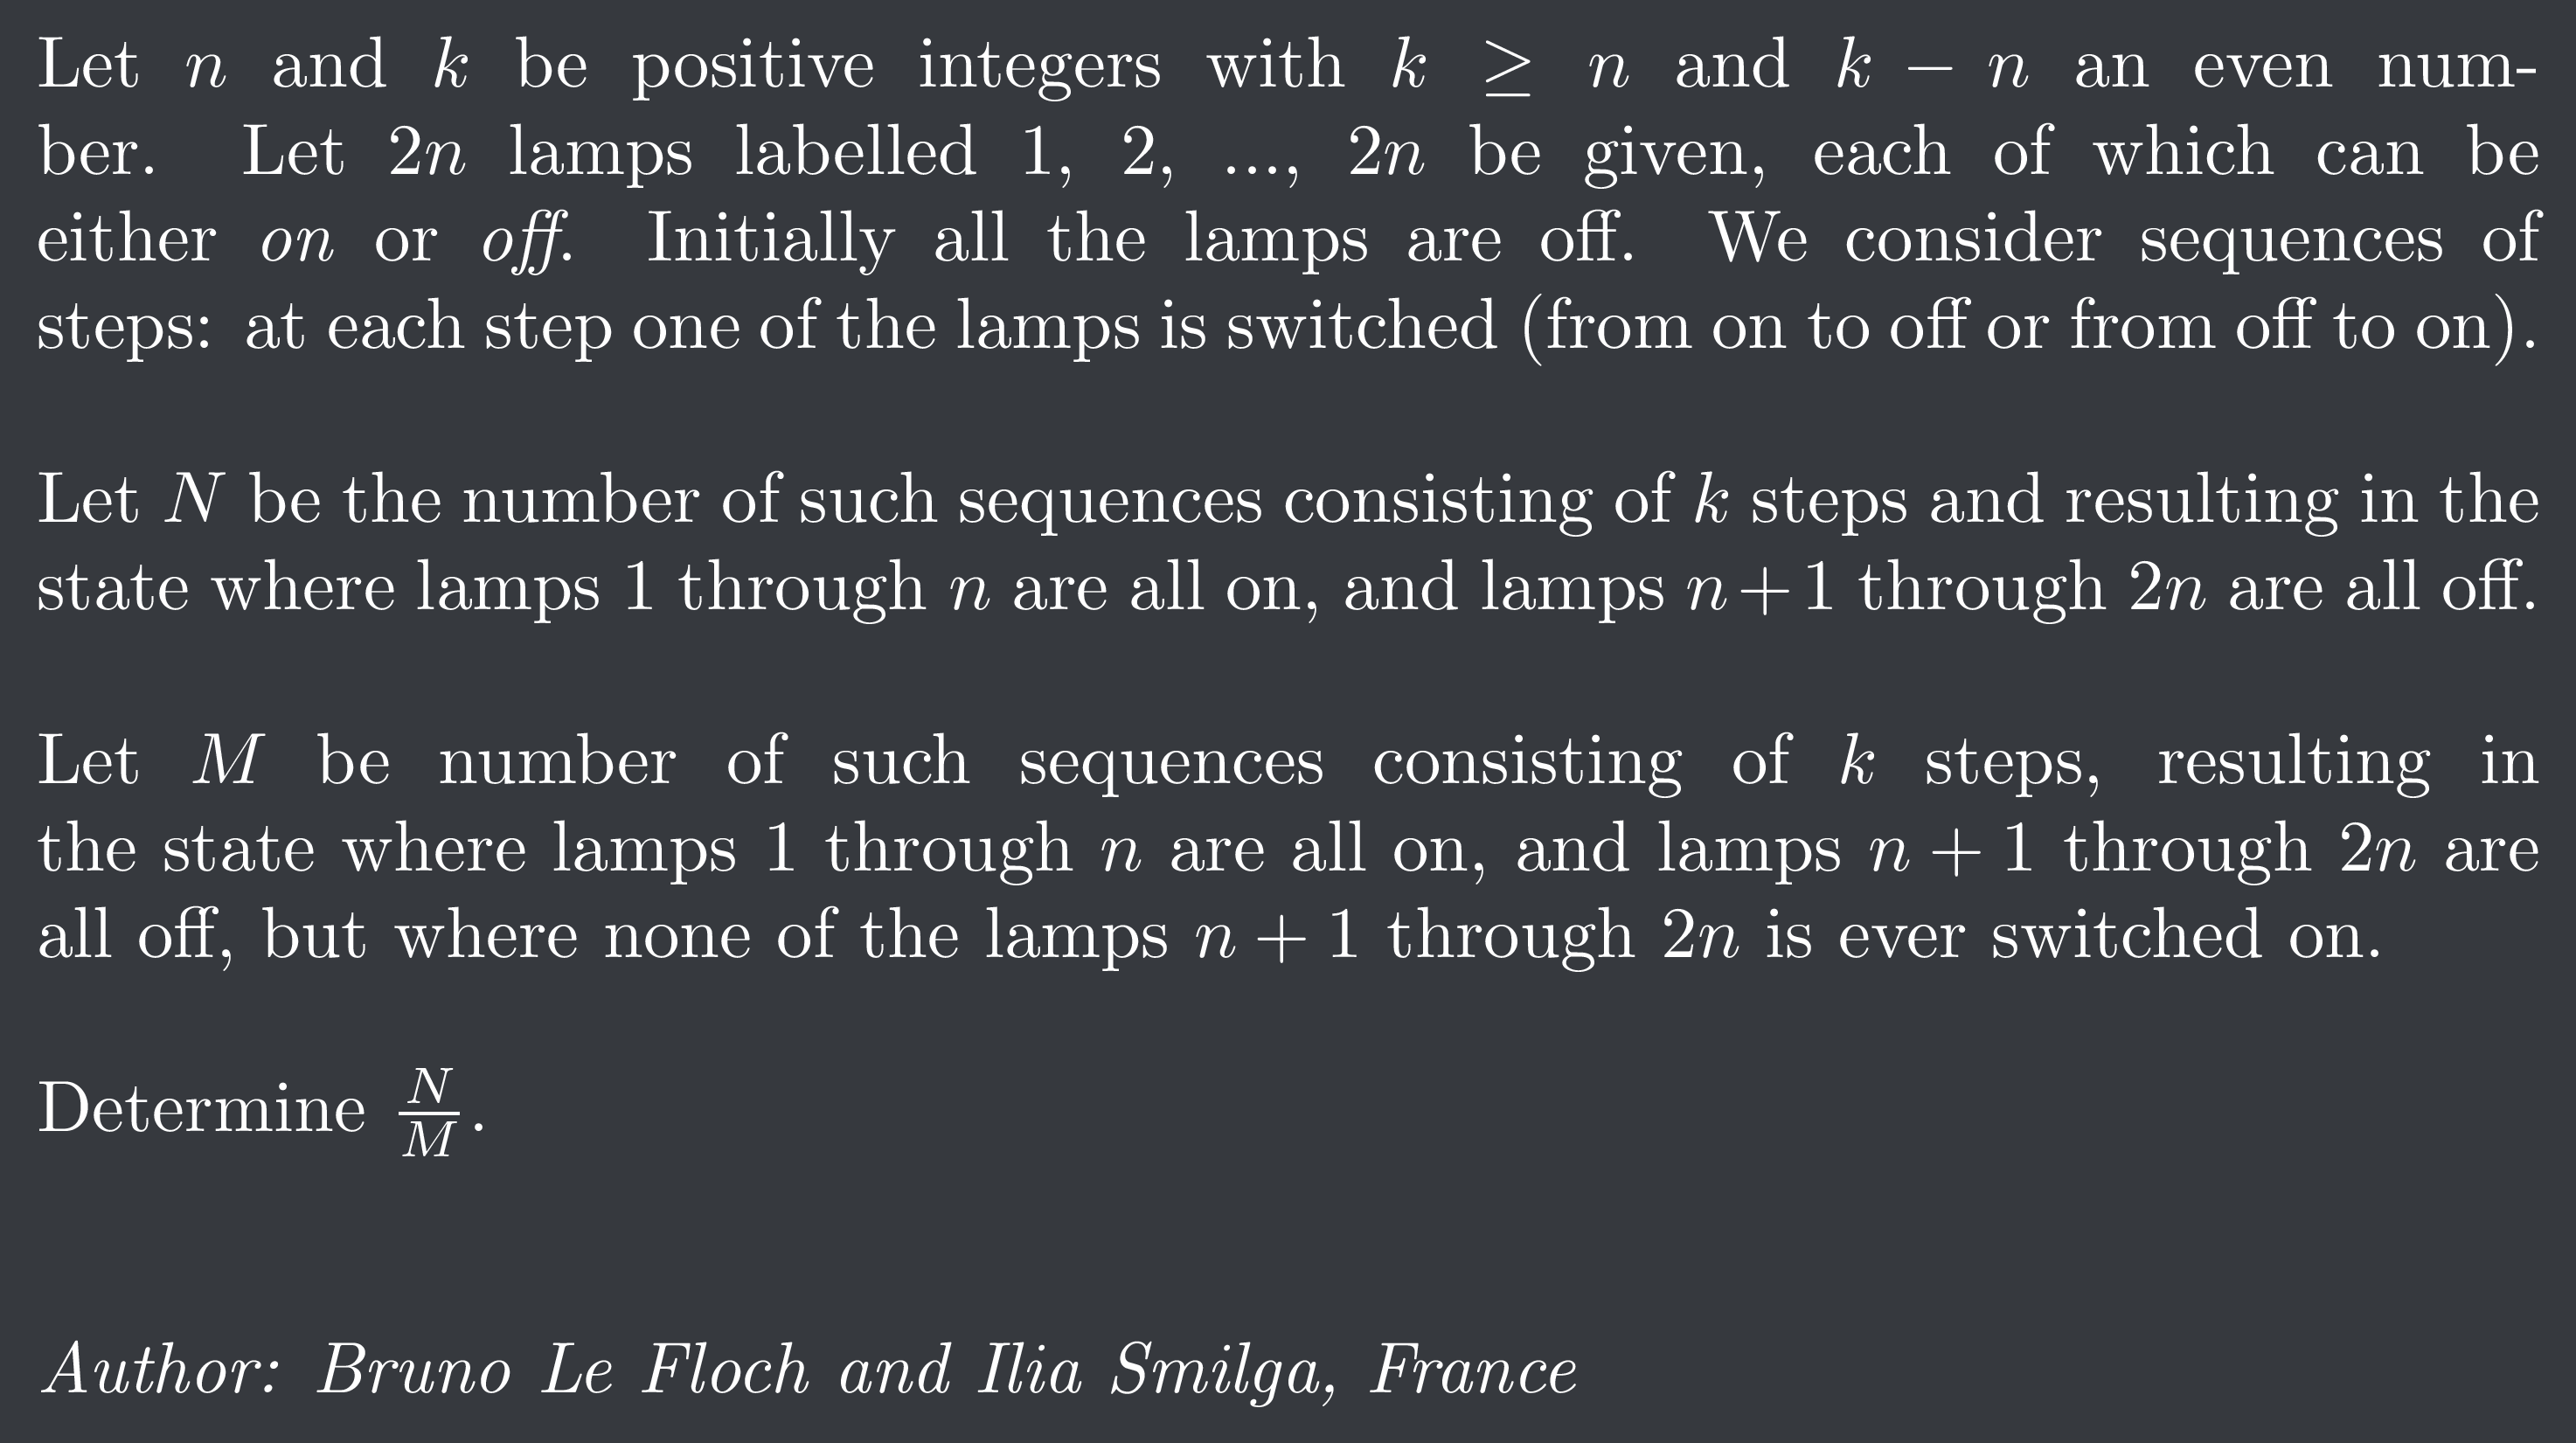 Let n and k be positive integers with k ≥ n and k − n an even num-
ber. Let 2n lamps labelled 1, 2, ..., 2n be given, each of which can be
either on or off. Initially all the lamps are off. We consider sequences of
steps: at each step one of the lamps is switched (from on to off or from off to on).
Let N be the number of such sequences consisting of k steps and resulting in the
state where lamps 1 through n are all on, and lamps n+1 through 2n are all off.
Let M be number of such sequences consisting of k steps, resulting in
the state where lamps 1 through n are all on, and lamps n + 1 through 2n are
all off, but where none of the lamps n + 1 through 2n is ever switched on.
Determine N/M.
Author: Bruno Le Floch and Ilia Smilga, France